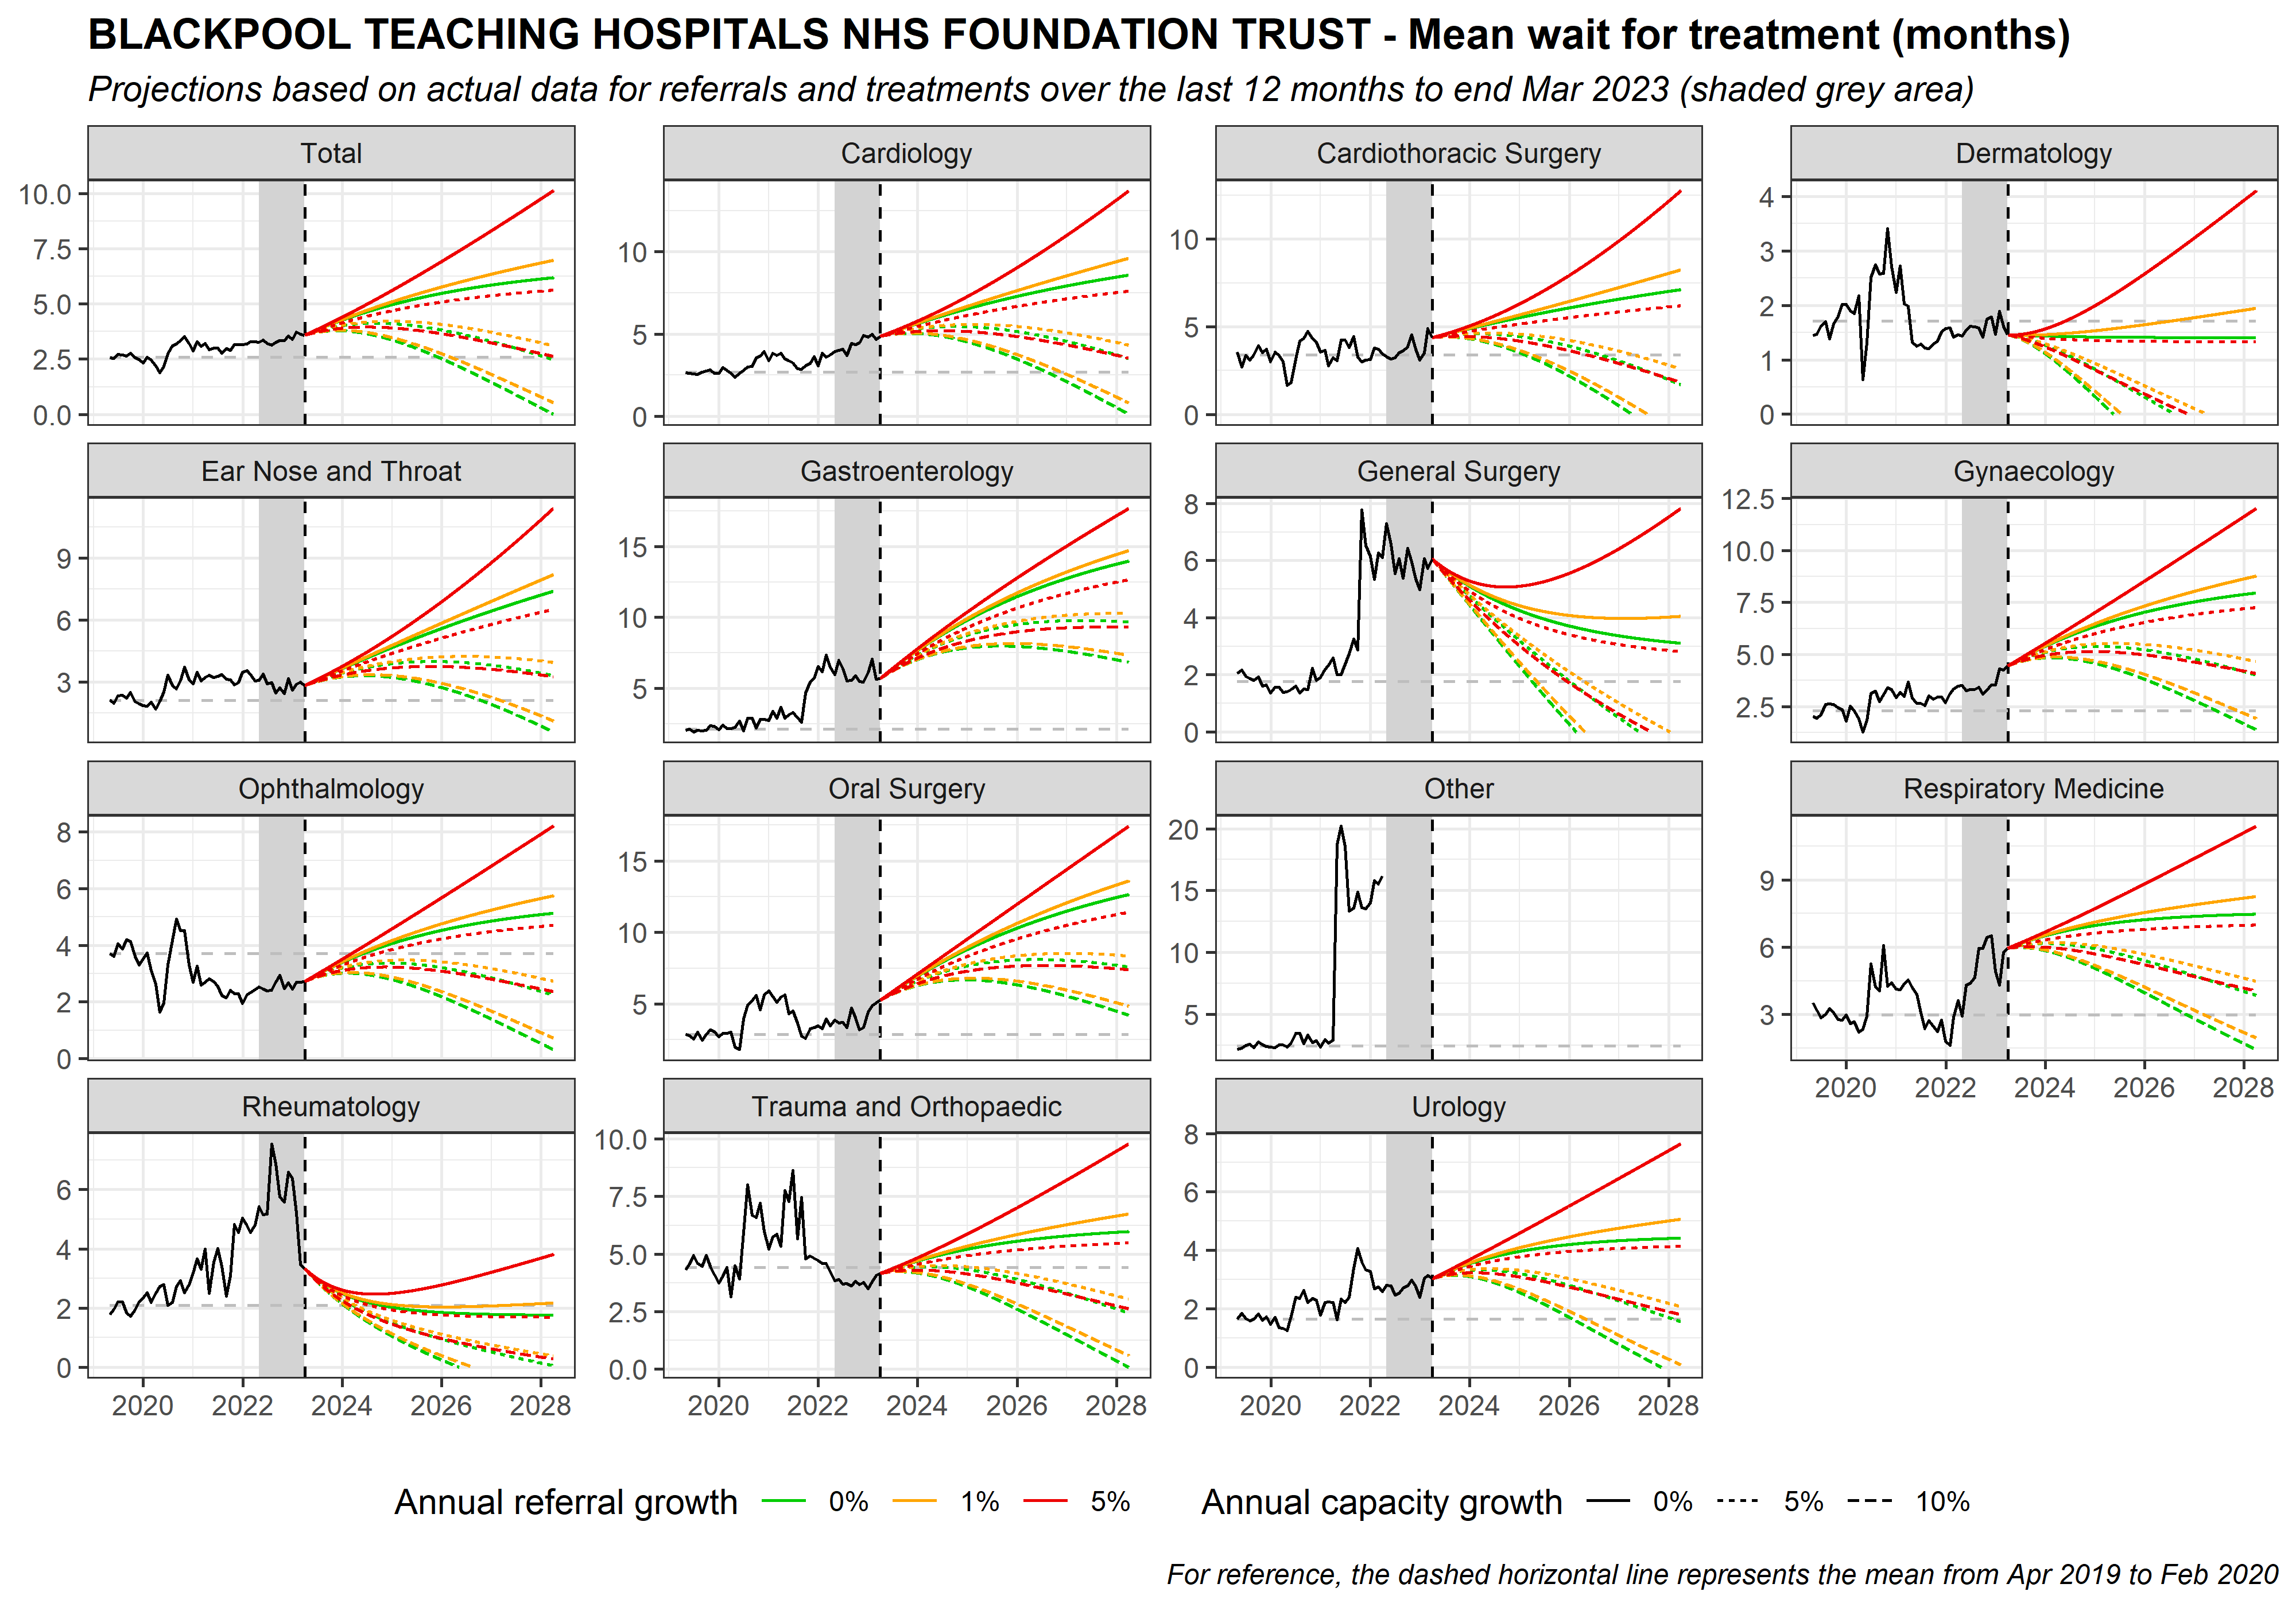 BLACKPOOL TEACHING HOSPITALS NHS FOUNDATION TRUST - Mean wait for treatment (months)
Projections based on actual data for referrals and treatments over the last 12 months to end Mar 2023 (shaded grey area)
Total
Cardiology
Cardiothoracic Surgery
Dermatology
10.0
7.5
5.0
2.5
0.0
10
5
0
10
5
0
4
3
2
1
0
Ear Nose and Throat
Gastroenterology
General Surgery
Gynaecology
9
6
3
15
10
5
8
6
4
2
0
12.5
10.0
7.5
5.0
2.5
Ophthalmology
Oral Surgery
Other
Respiratory Medicine
8
6
4
2
0
15
10
5
20
15
10
5
9
6
3
2020 2022 2024 2026 2028
Rheumatology
Trauma and Orthopaedic
Urology
6
4
2
0
10.0
7.5
5.0
2.5
0.0
8
6
4
2
0
2020 2022 2024 2026 2028
2020 2022 2024 2026 2028
2020 2022 2024 2026 2028
Annual referral growth 0% 1% 5%
Annual capacity growth 0% 5% 10%
For reference, the dashed horizontal line represents the mean from Apr 2019 to Feb 2020